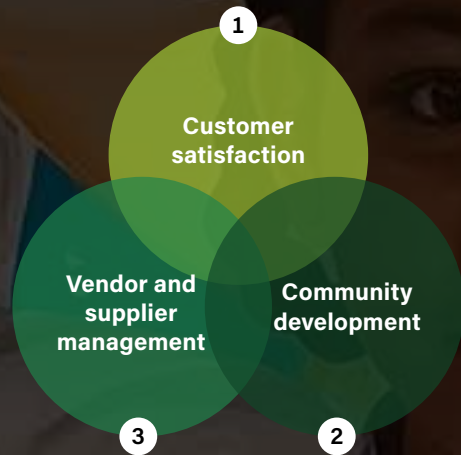 1
Customer
satisfaction
Vendor and
supplier
management
Community
development
3
2